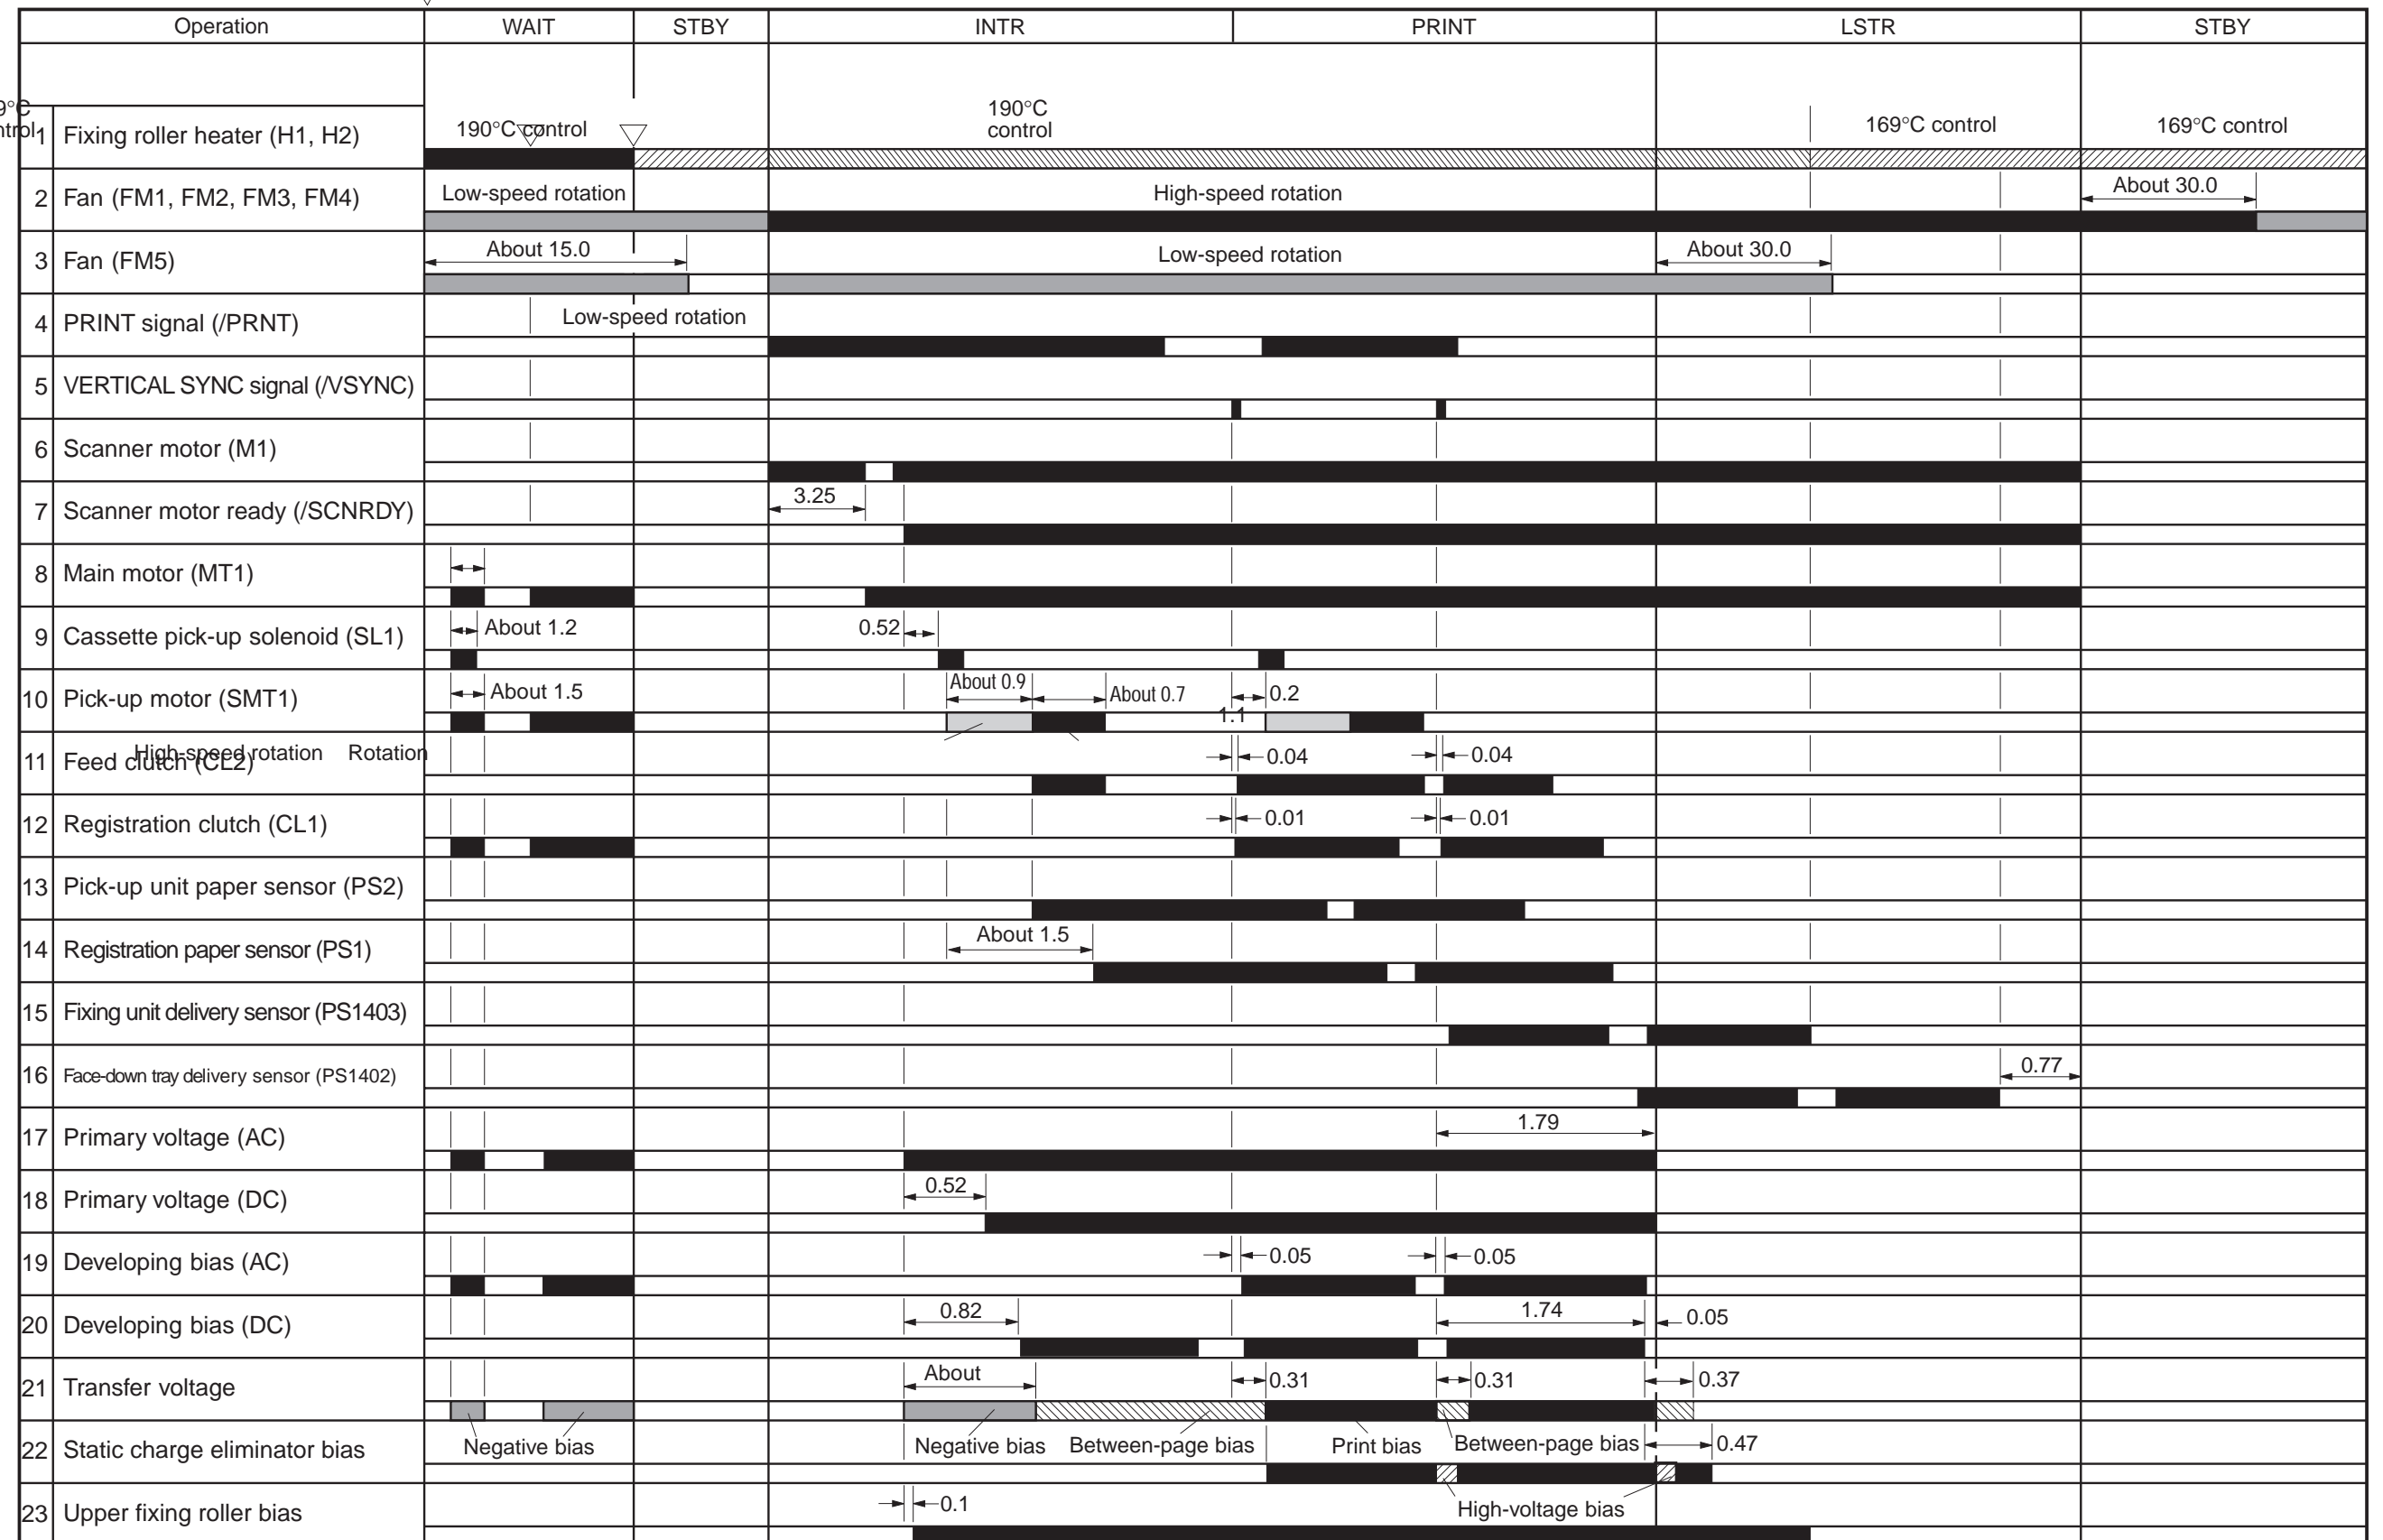 Operation WAIT STBY INTR PRINT LSTR STBY
9°C
ntrol
190°C control
190°C
control
169°C control 169°C control
1 Fixing roller heater (H1, H2)
Low-speed rotation High-speed rotation About 30.0
2 Fan (FM1, FM2, FM3, FM4)
About 15.0 Low-speed rotation About 30.0
3 Fan (FM5)
4 PRINT signal (/PRNT) Low-speed rotation
5 VERTICAL SYNC signal (/VSYNC)
6 Scanner motor (M1)
3.25
7 Scanner motor ready (/SCNRDY)
8 Main motor (MT1)
9 Cassette pick-up solenoid (SL1) About 1.2 0.52
10 Pick-up motor (SMT1) About 1.5 About 0.9 About 0.7 0.2
1.1
High-speed rotation Rotation
11 Feed clutch (CL2) 0.04 0.04
12 Registration clutch (CL1) 0.01 0.01
13 Pick-up unit paper sensor (PS2)
14 Registration paper sensor (PS1) About 1.5
15 Fixing unit delivery sensor (PS1403)
16 Face-down tray delivery sensor (PS1402) 0.77
17 Primary voltage (AC) 1.79
18 Primary voltage (DC) 0.52
19 Developing bias (AC) 0.05 0.05
20 Developing bias (DC) 0.82 1.74 0.05
21 Transfer voltage About 0.31 0.31 0.37
22 Static charge eliminator bias Negative bias Negative bias Between-page bias Print bias Between-page bias 0.47
23 Upper fixing roller bias 0.1 High-voltage bias